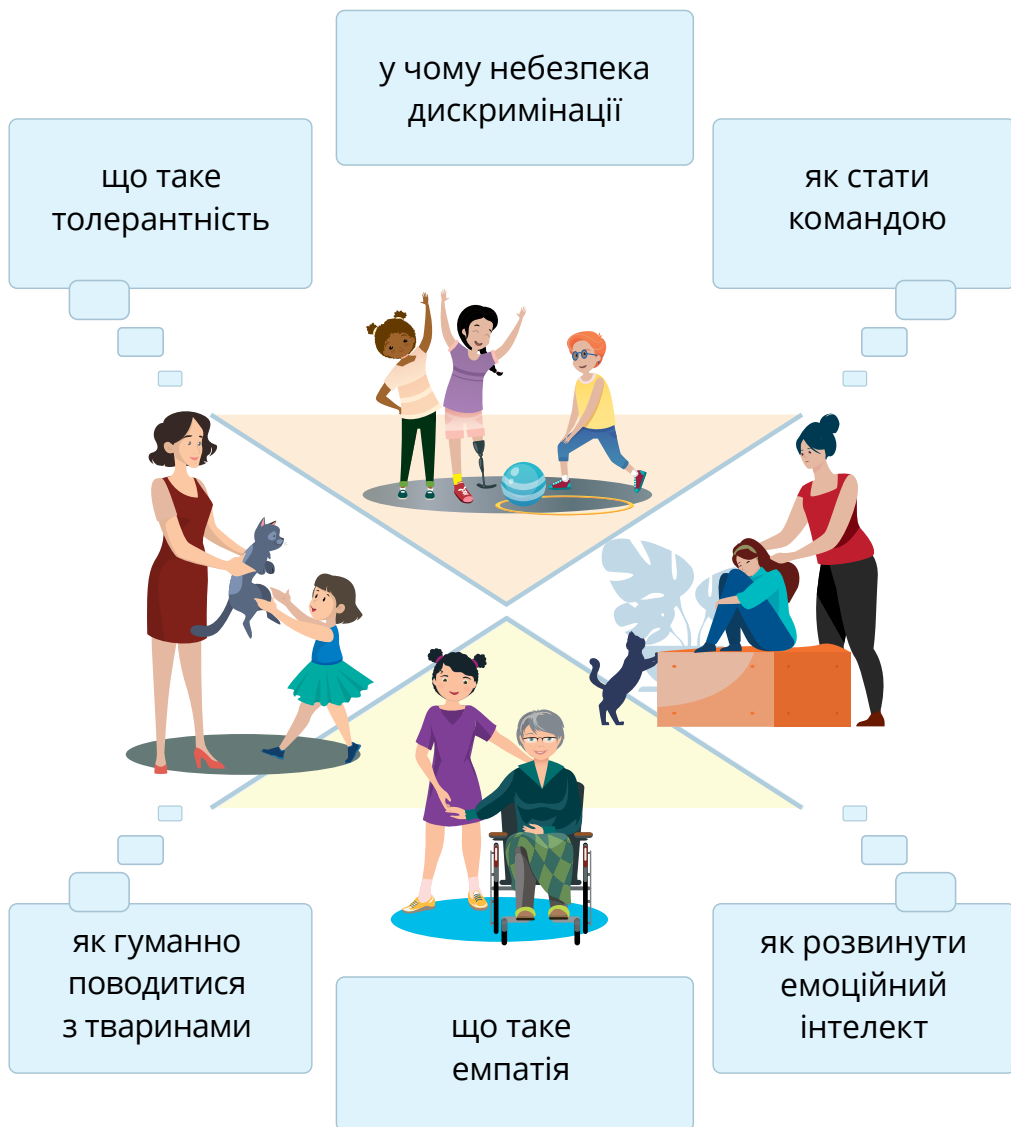 у чому небезпека
дискримінації
що таке
толерантність
як стати
командою
як гуманно
поводитися
з тваринами
що таке
емпатія
як розвинути
емоційний
інтелект